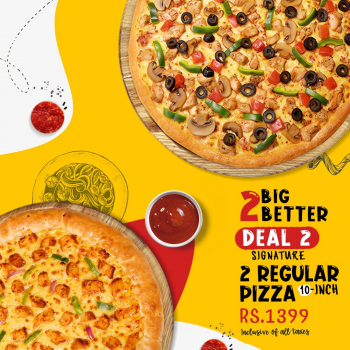 2 BIG
BETTER
DEAL 2
SIGNATURE
2 REGULAR
PIZZA 10-INCH
RS.1399
Inclusive of all taxes